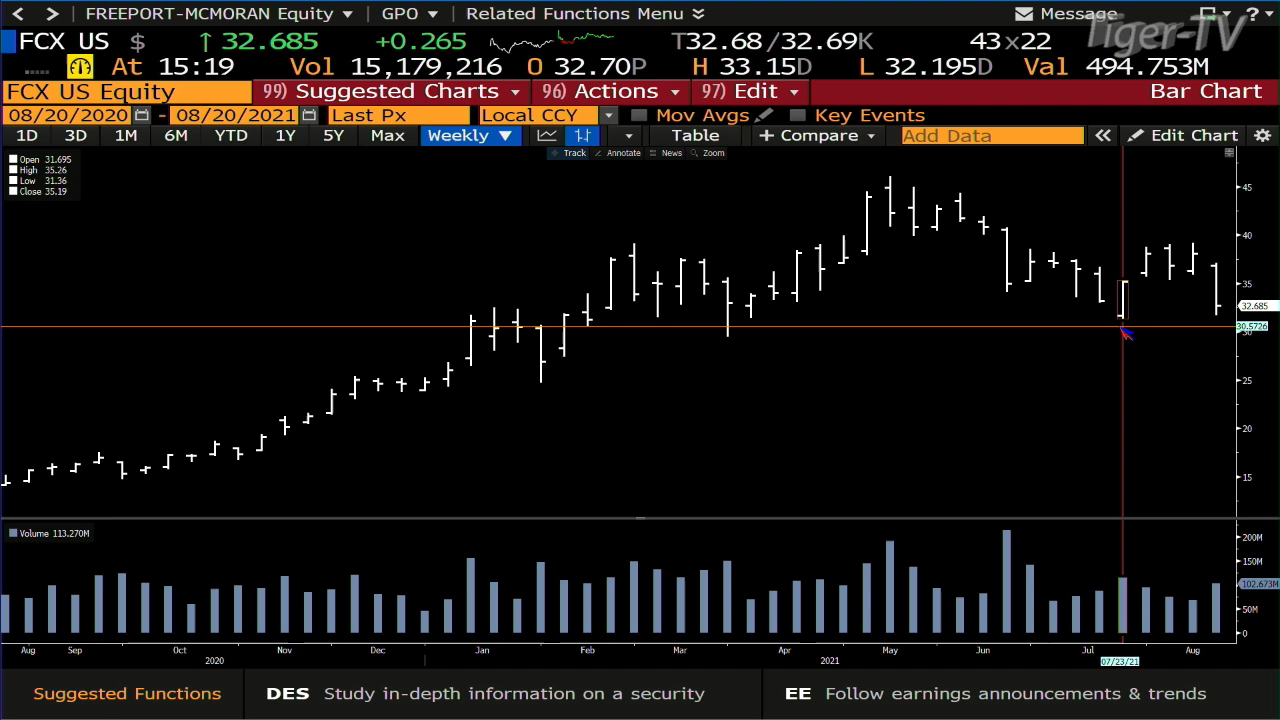 FREEPORT-MCMORAN Equity GPO Related Functions Menu Message ?
Tiger-TV
FCX US $ ↑ 32.685 +0.265 T32.68/32.69K 43x22
At 15:19 Vol 15,179,216 O 32.70P H 33.15D L 32.195D Val 494.753M
FCX US Equity 99) Suggested Charts 96) Actions 97) Edit Bar Chart
08/20/2020 - 08/20/2021 Last Px Local CCY Mov Avgs Key Events
1D 3D 1M 6M YTD 1Y 5Y Max Weekly ▼ Table + Compare Add Data « Edit Chart
Track Annotate News Zoom
Open 31.695
High 35.26
Low 31.36
Close 35.19
45
40
35
32.685
30.5726
30
25
20
15
Volume 113.270M
200M
150M
102.673M
50M
0
Aug Sep Oct Nov Dec Jan Feb Mar Apr May Jun Jul Aug
2020 2021 07/23/21
Suggested Functions DES Study in-depth information on a security EE Follow earnings announcements & trends